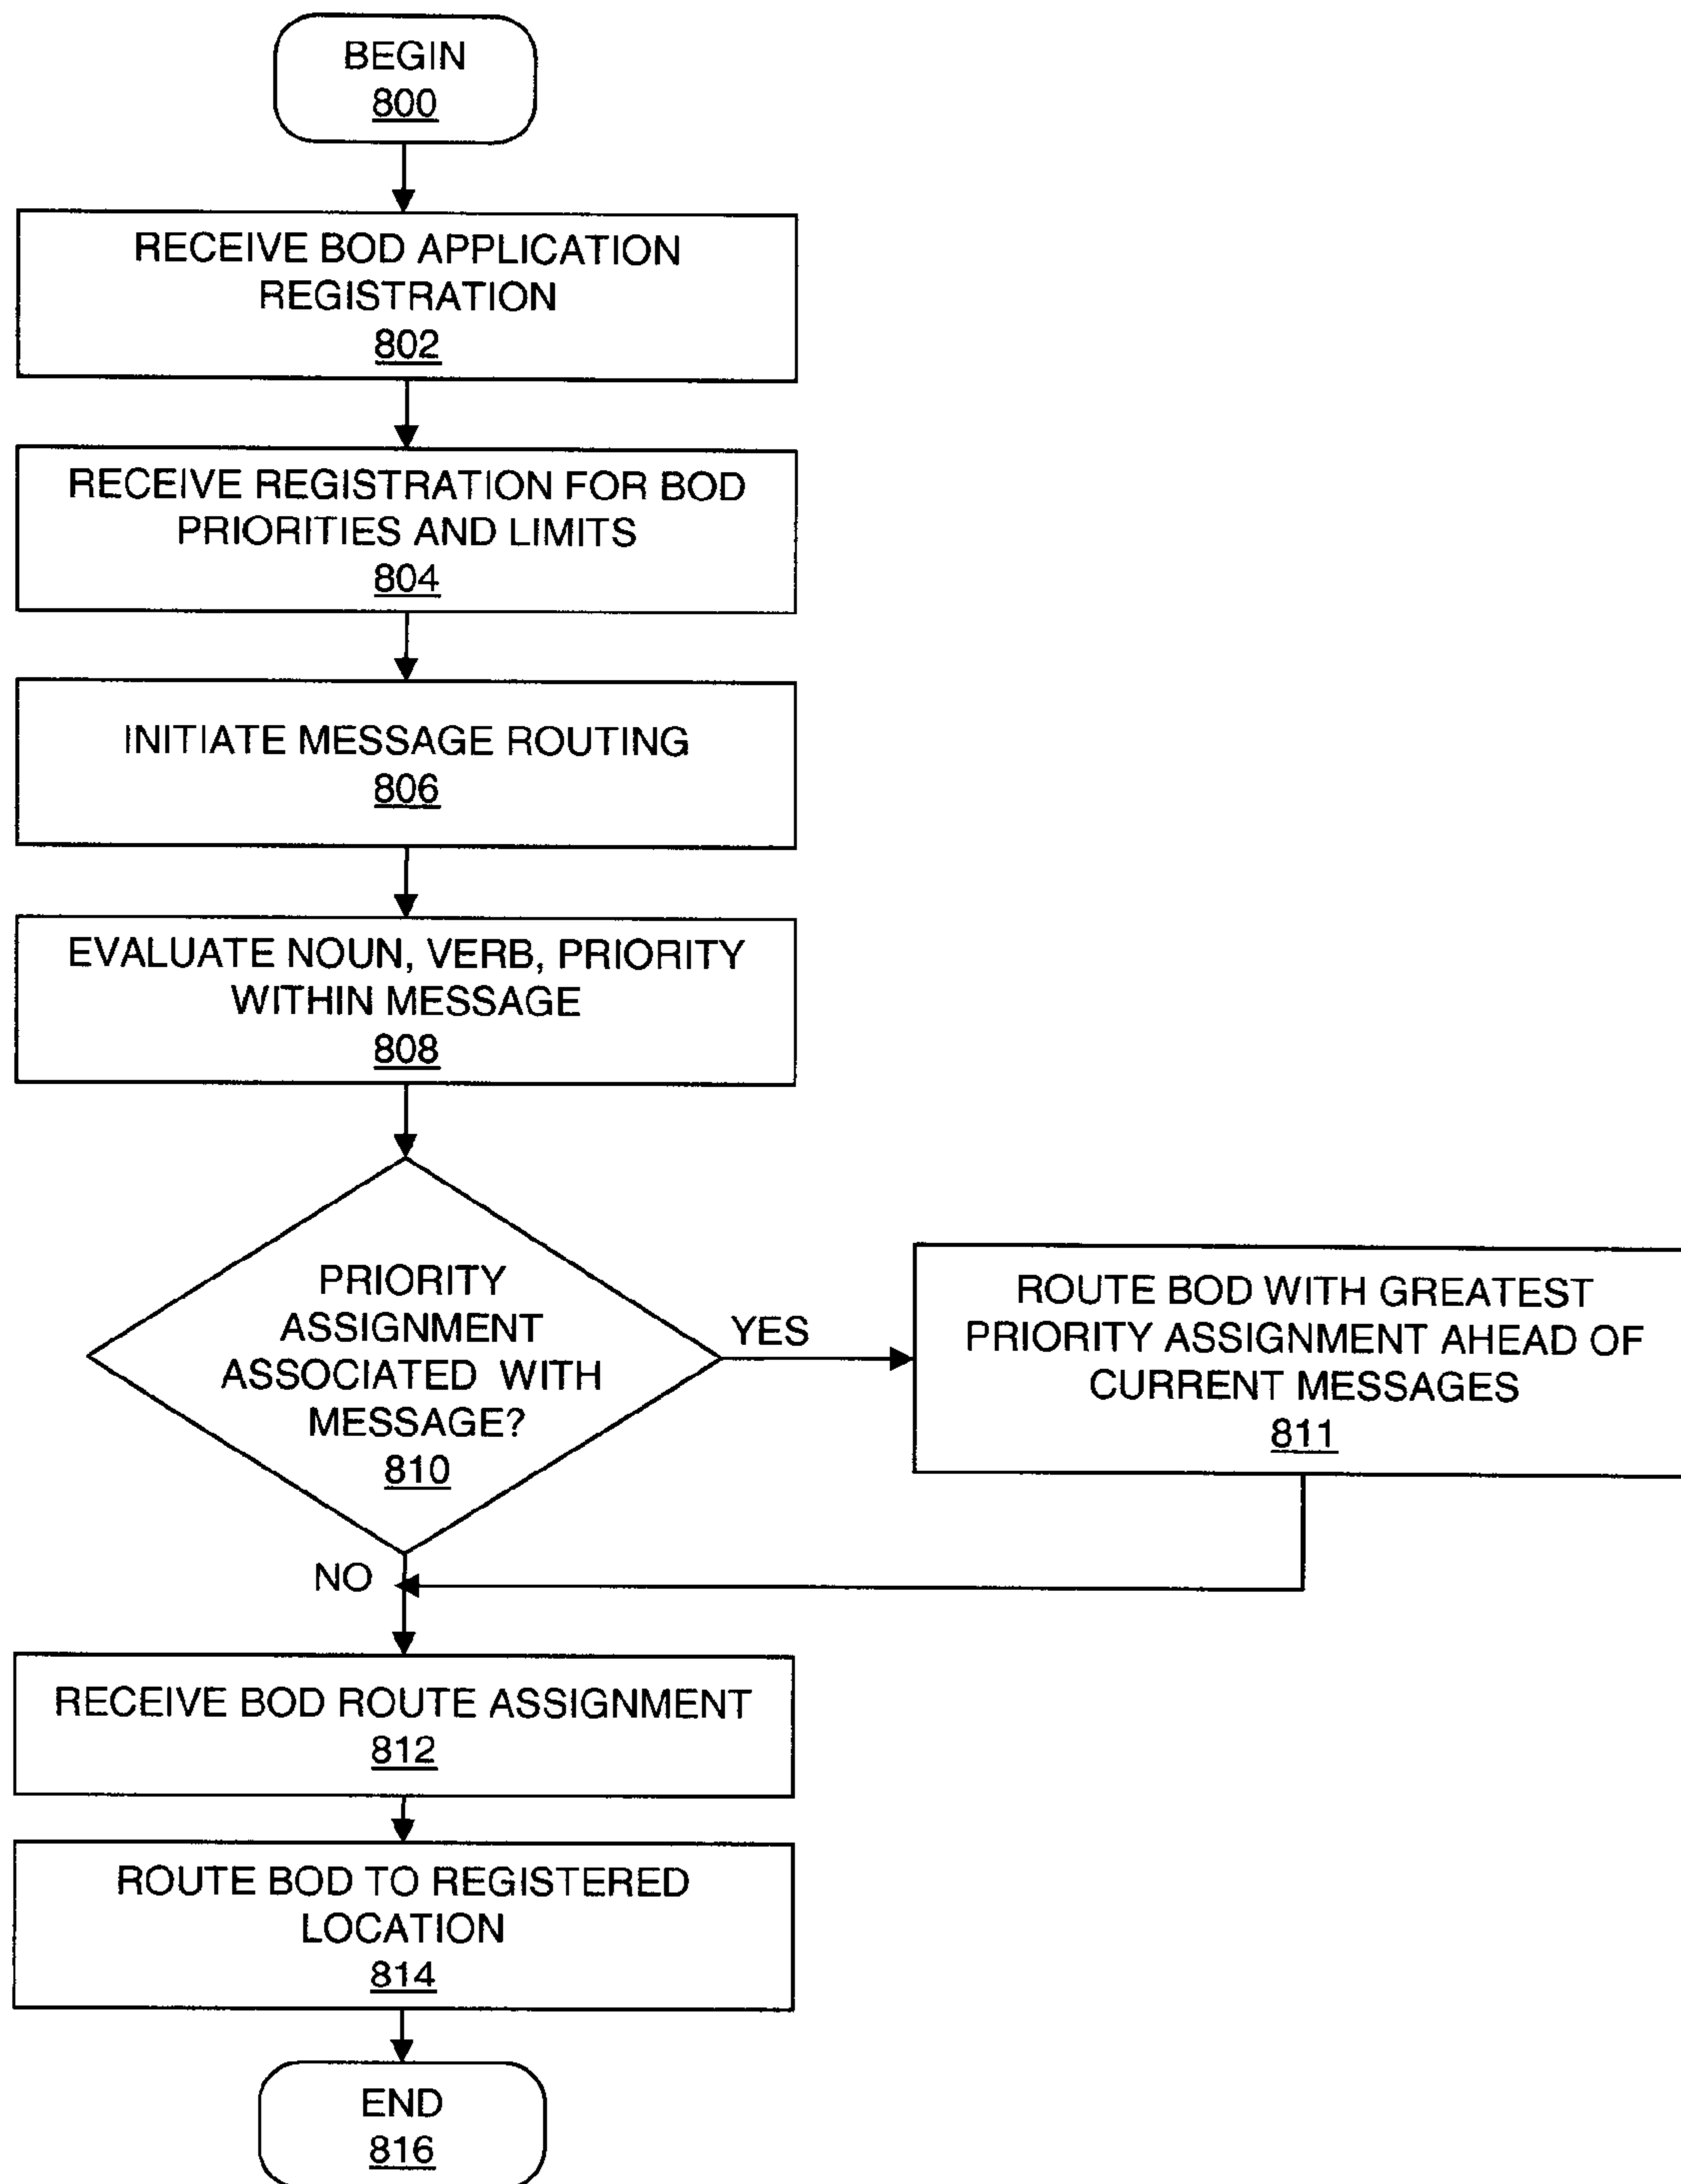 BEGIN
800
RECEIVE BOD APPLICATION
REGISTRATION
802
RECEIVE REGISTRATION FOR BOD
PRIORITIES AND LIMITS
804
INITIATE MESSAGE ROUTING
806
EVALUATE NOUN, VERB, PRIORITY
WITHIN MESSAGE
808
PRIORITY
ASSIGNMENT
ASSOCIATED WITH
MESSAGE?
810
YES
ROUTE BOD WITH GREATEST
PRIORITY ASSIGNMENT AHEAD OF
CURRENT MESSAGES
811
NO
RECEIVE BOD ROUTE ASSIGNMENT
812
ROUTE BOD TO REGISTERED
LOCATION
814
END
816